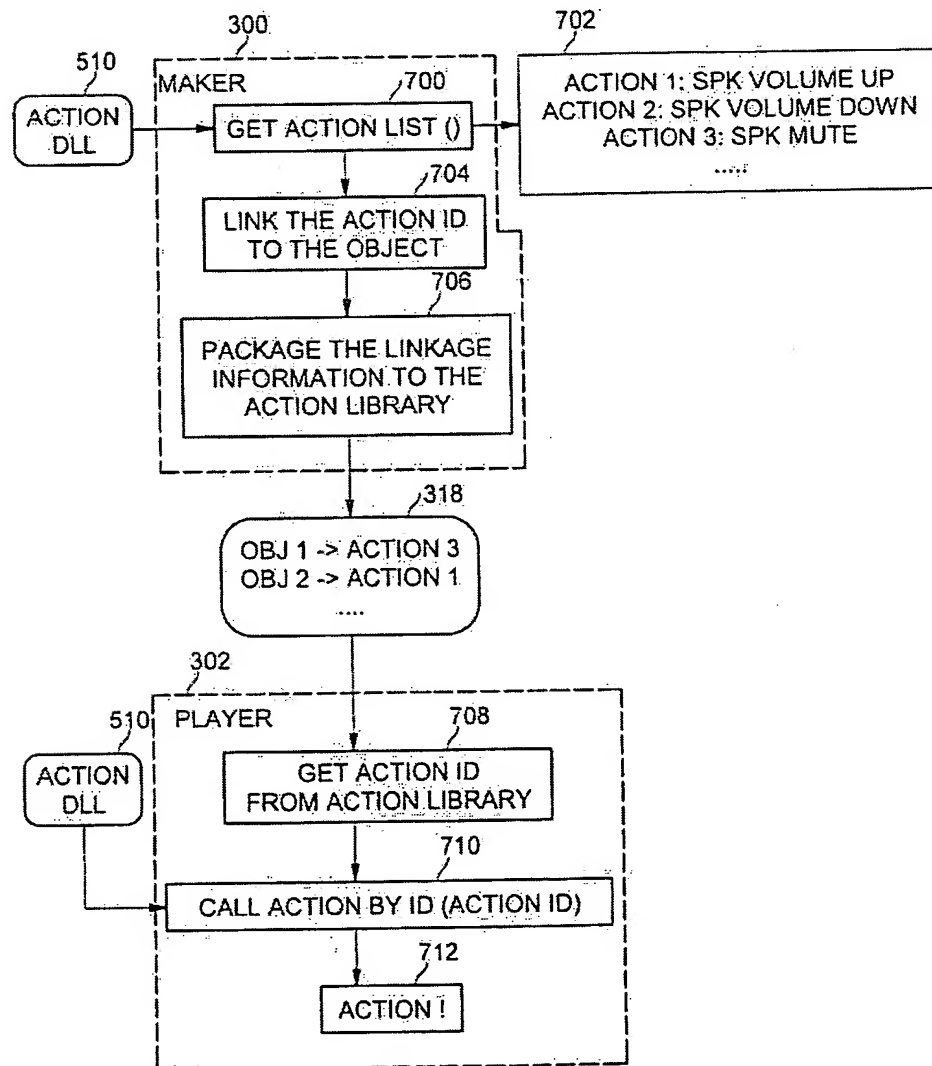 300
702
510
MAKER
700
ACTION
DLL
GET ACTION LIST ()
ACTION 1: SPK VOLUME UP
ACTION 2: SPK VOLUME DOWN
ACTION 3: SPK MUTE
.....
704
LINK THE ACTION ID
TO THE OBJECT
706
PACKAGE THE LINKAGE
INFORMATION TO THE
ACTION LIBRARY
318
OBJ 1 -> ACTION 3
OBJ 2 -> ACTION 1
....
302
PLAYER
510
708
ACTION
DLL
GET ACTION ID
FROM ACTION LIBRARY
710
CALL ACTION BY ID (ACTION ID)
712
ACTION !